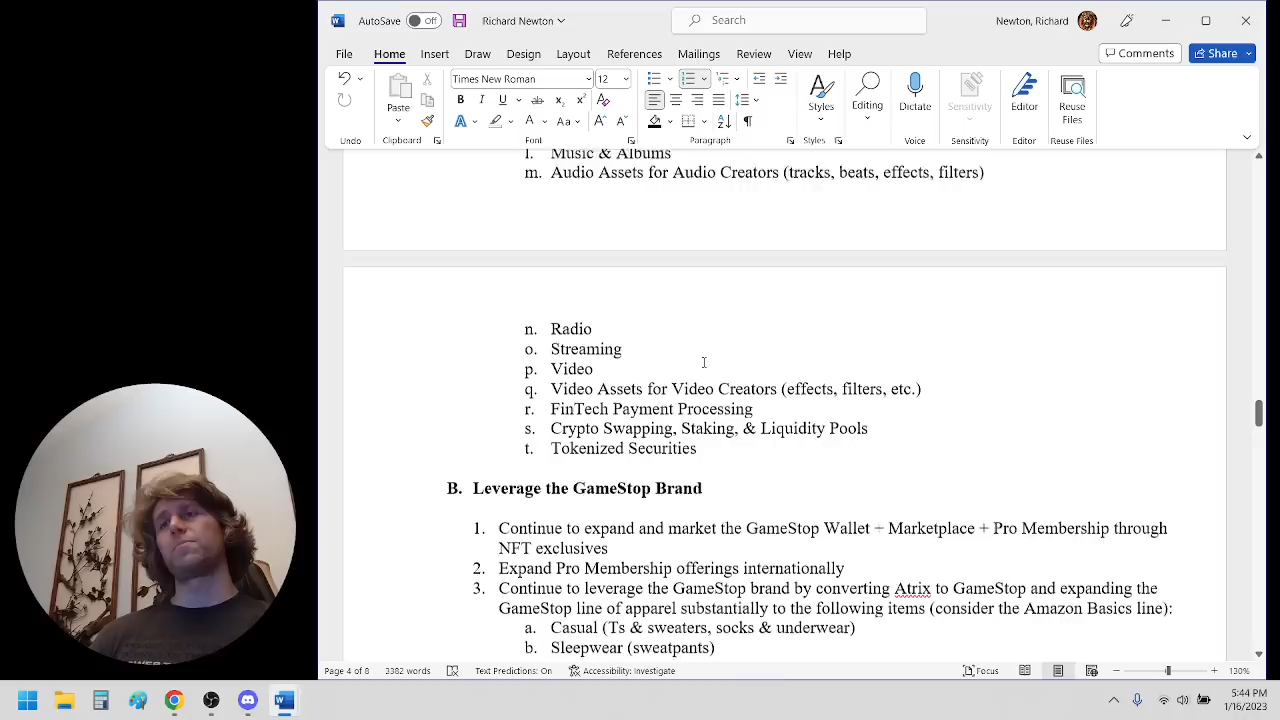 AutoSave Off Richard Newton Search Newton, Richard
File Home Insert Draw Design Layout References Mailings Review View Help Comments Share
Times New Roman 12
Paste Styles Editing Dictate Sensitivity Editor Reuse Files
Undo Clipboard Font Paragraph Styles Voice Sensitivity Editor Reuse Files
l. Music & Albums
m. Audio Assets for Audio Creators (tracks, beats, effects, filters)
n. Radio
o. Streaming
p. Video
q. Video Assets for Video Creators (effects, filters, etc.)
r. FinTech Payment Processing
s. Crypto Swapping, Staking, & Liquidity Pools
t. Tokenized Securities
B. Leverage the GameStop Brand
1. Continue to expand and market the GameStop Wallet + Marketplace + Pro Membership through
NFT exclusives
2. Expand Pro Membership offerings internationally
3. Continue to leverage the GameStop brand by converting Atrix to GameStop and expanding the
GameStop line of apparel substantially to the following items (consider the Amazon Basics line):
a. Casual (Ts & sweaters, socks & underwear)
b. Sleepwear (sweatpants)
Page 4 of 8 3382 words Text Predictions: On Accessibility: Investigate Focus 130%
5:44 PM
1/16/2023